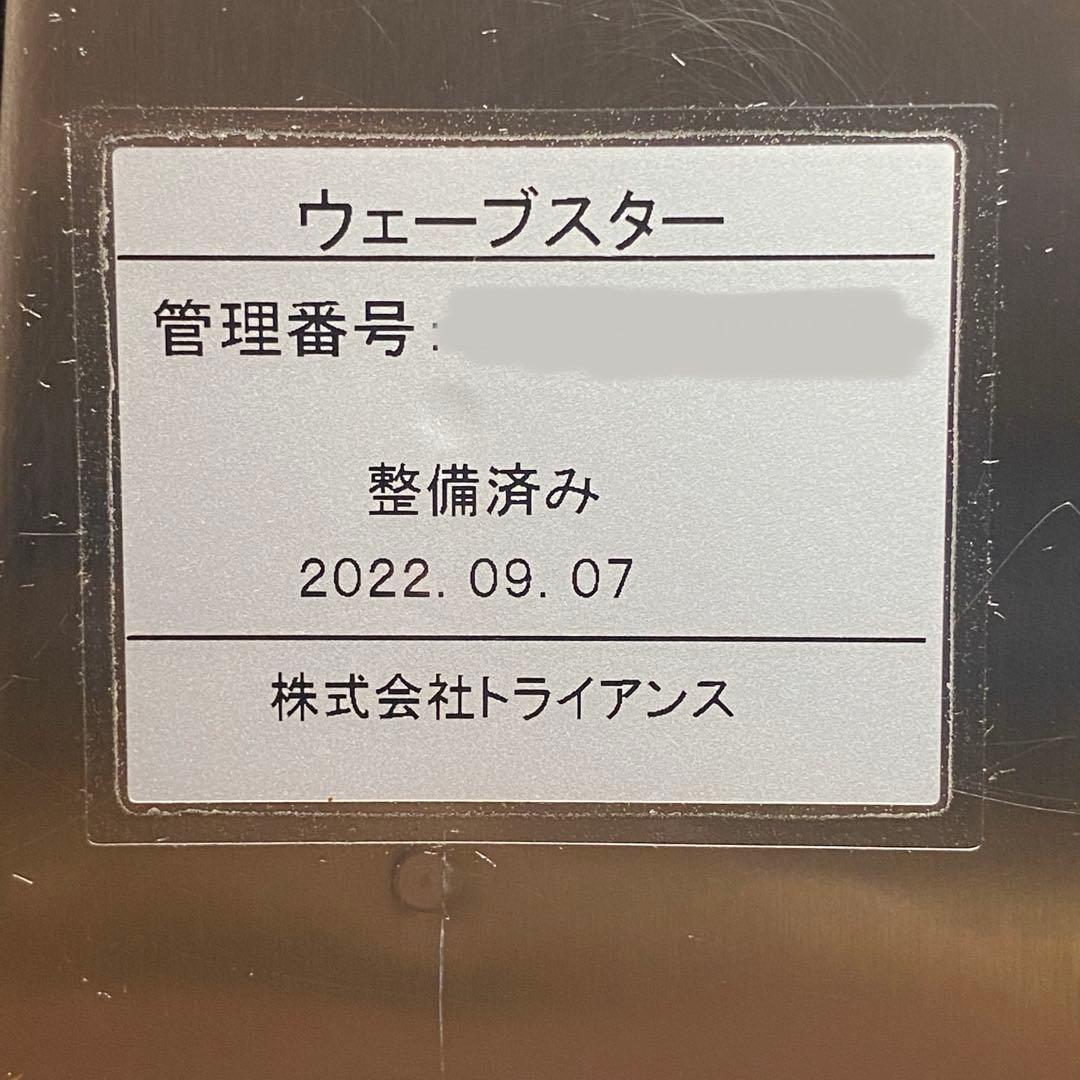 ウェーブスター
管理番号:
整備済み
2022.09.07
株式会社トライアンス